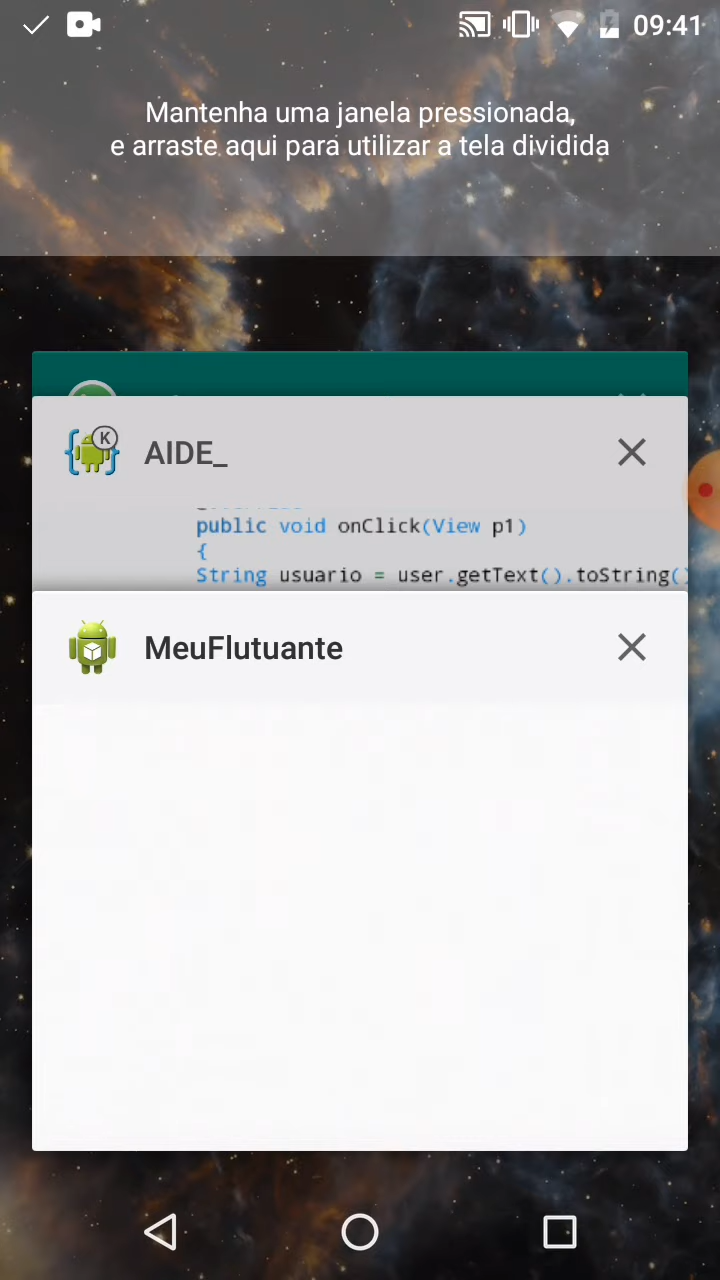 09:41
Mantenha uma janela pressionada,
e arraste aqui para utilizar a tela dividida
K
AIDE_
public void onClick(View p1)
{
String usuario = user.getText().toString()
MeuFlutuante